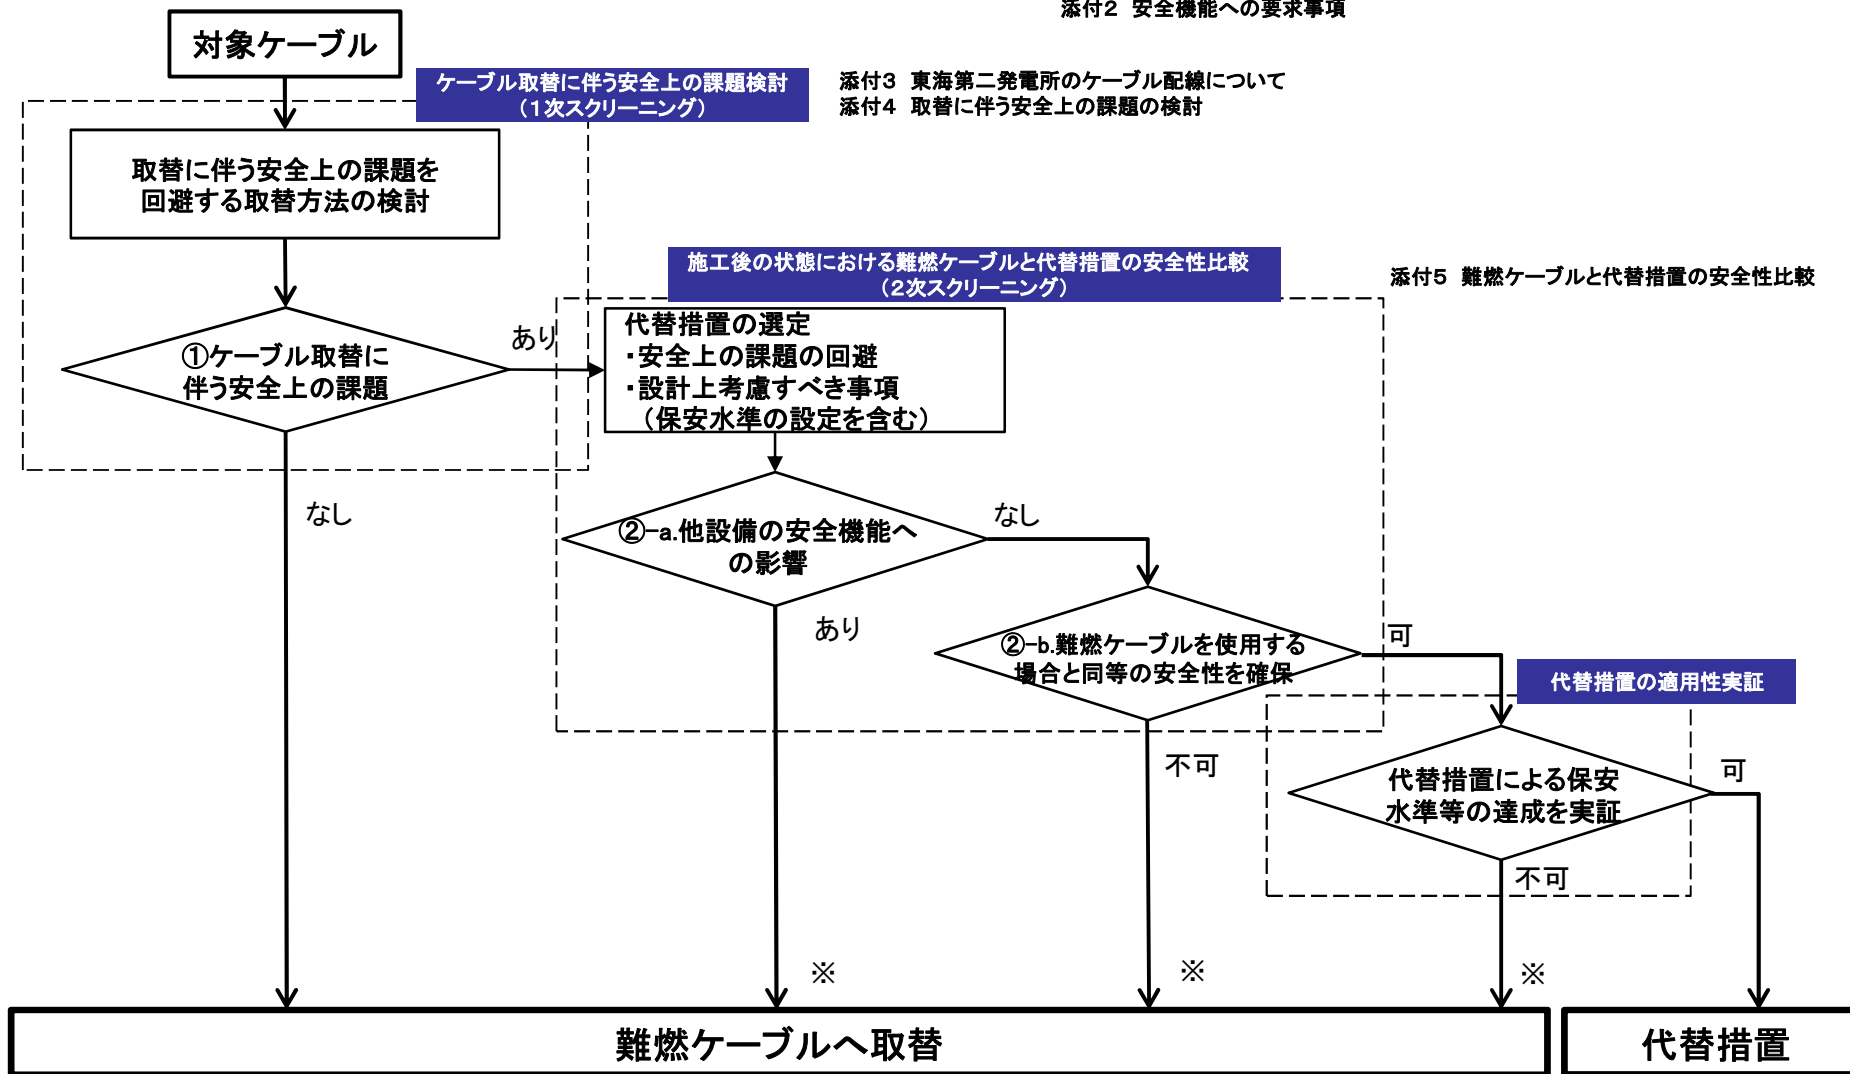 添付2 安全機能への要求事項
対象ケーブル
ケーブル取替に伴う安全上の課題検討
（1次スクリーニング）
添付3 東海第二発電所のケーブル配線について
添付4 取替に伴う安全上の課題の検討
取替に伴う安全上の課題を
回避する取替方法の検討
施工後の状態における難燃ケーブルと代替措置の安全性比較
（2次スクリーニング）
添付5 難燃ケーブルと代替措置の安全性比較
①ケーブル取替に
伴う安全上の課題
あり
代替措置の選定
・安全上の課題の回避
・設計上考慮すべき事項
（保安水準の設定を含む）
なし
②-a.他設備の安全機能へ
の影響
なし
あり
②-b.難燃ケーブルを使用する
場合と同等の安全性を確保
可
不可
代替措置の適用性実証
代替措置による保安
水準等の達成を実証
可
不可
※
※
※
難燃ケーブルへ取替
代替措置